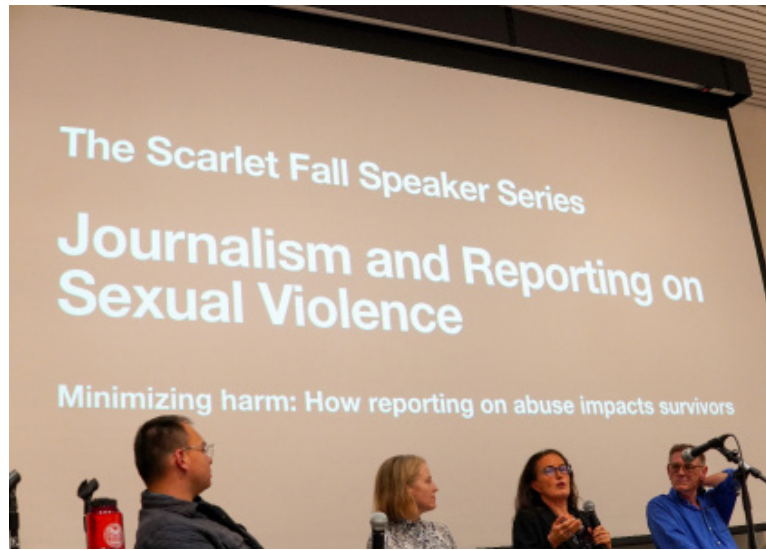 The Scarlet Fall Speaker Series
Journalism and Reporting on
Sexual Violence
Minimizing harm: How reporting on abuse impacts survivors